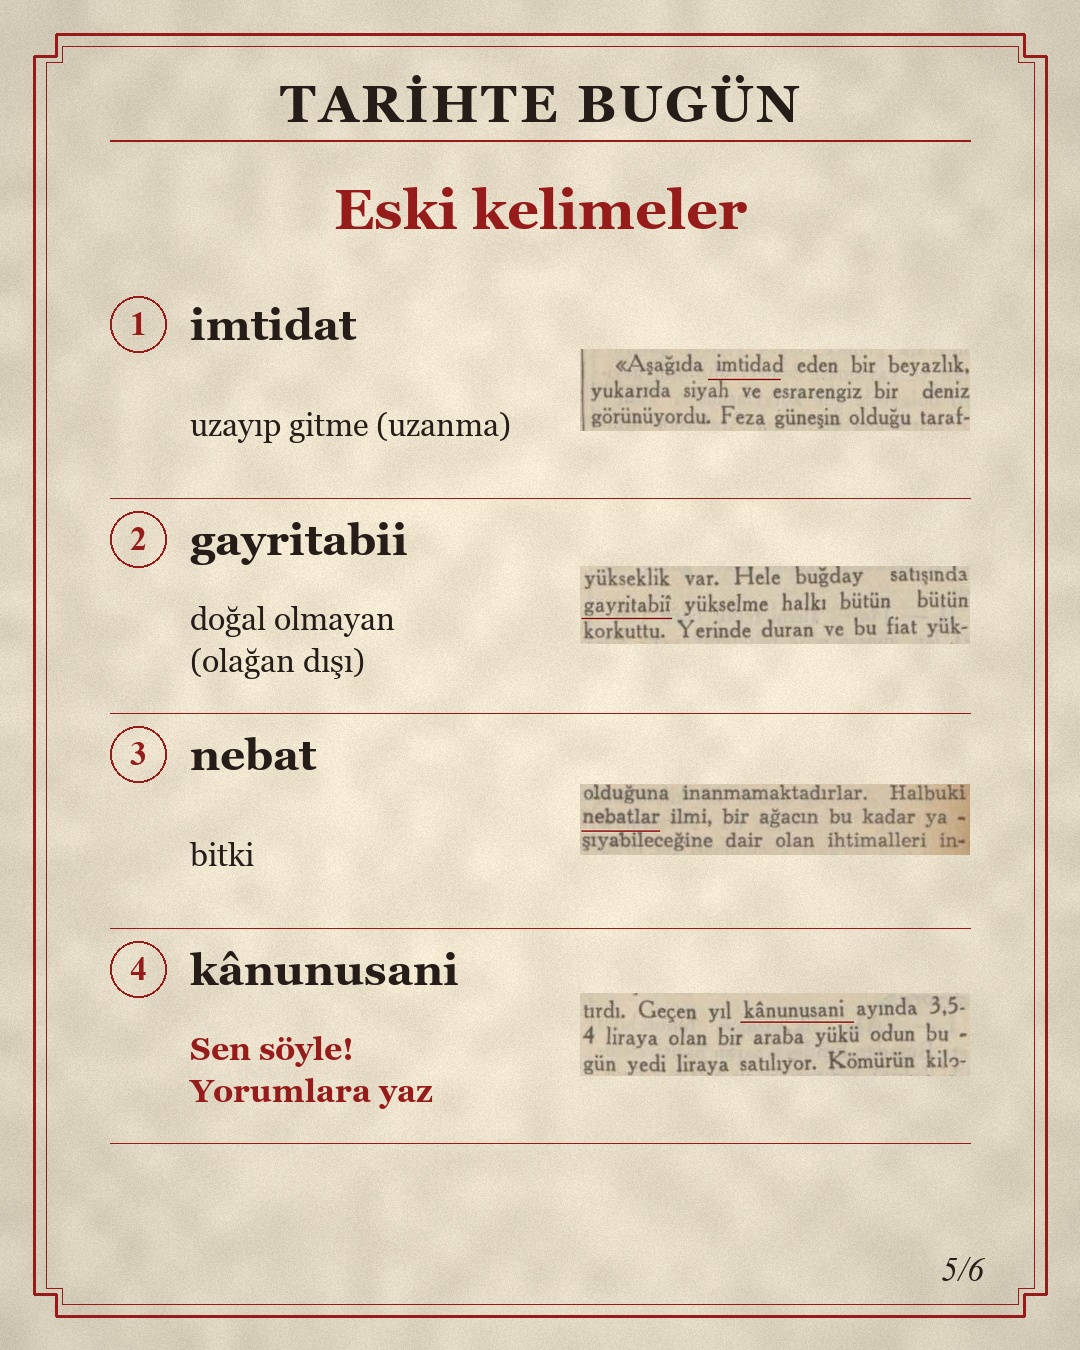 TARİHTE BUGÜN
Eski kelimeler
1 imtidat
uzayıp gitme (uzanma)
«Aşağıda imtidad eden bir beyazlık,
yukarıda siyah ve esrarengiz bir deniz
görünüyordu. Feza güneşin olduğu taraf-
2 gayritabii
doğal olmayan
(olağan dışı)
yükseklik var. Hele buğday satışında
gayritabiî yükselme halkı bütün bütün
korkuttu. Yerinde duran ve bu fiat yük-
3 nebat
bitki
olduğuna inanmamaktadırlar. Halbuki
nebatlar ilmi, bir ağacın bu kadar ya -
şıyabileceğine dair olan ihtimalleri in-
4 kânunusani
Sen söyle!
Yorumlara yaz
tırdı. Geçen yıl kânunusani ayında 3,5-
4 liraya olan bir araba yükü odun bu -
gün yedi liraya satılıyor. Kömürün kilo-
5/6